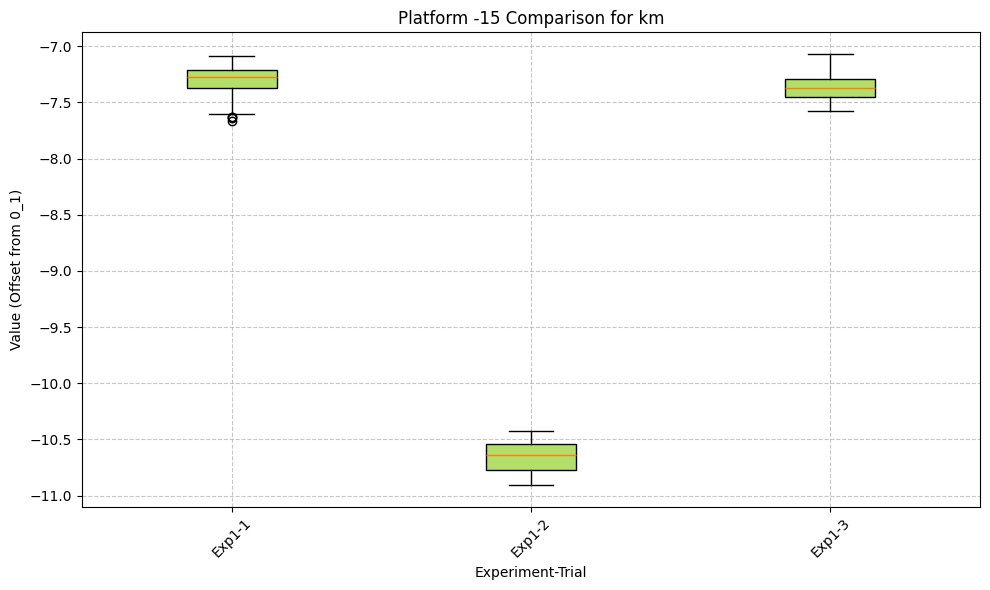 Platform -15 Comparison for km
Value (Offset from 0_1)
−7.0
−7.5
−8.0
−8.5
−9.0
−9.5
−10.0
−10.5
−11.0
Exp1-1
Exp1-2
Exp1-3
Experiment-Trial